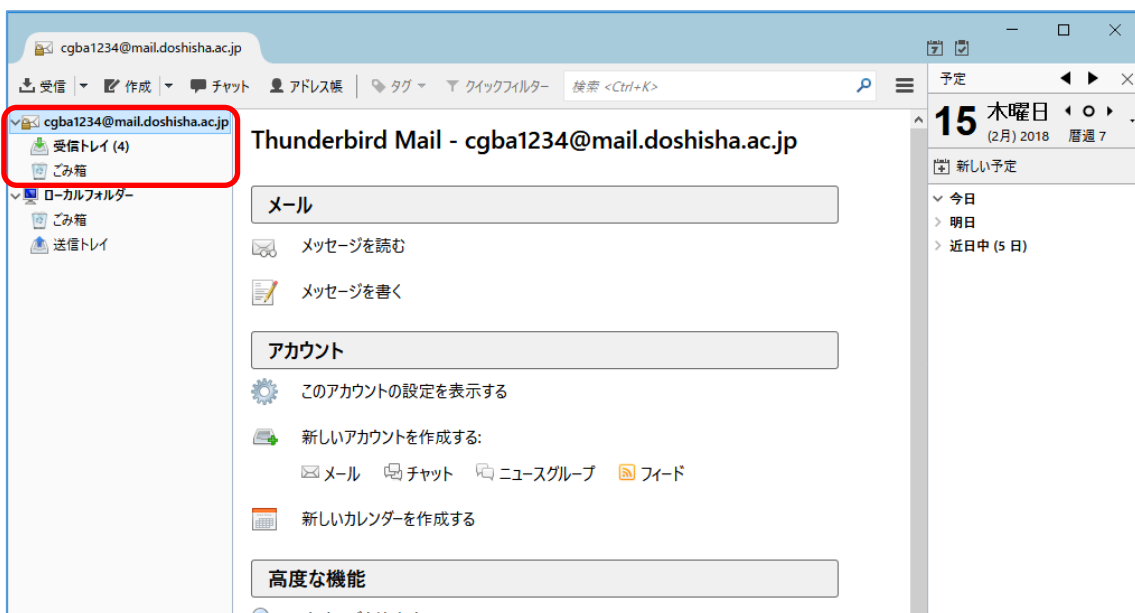 cgba1234@mail.doshisha.ac.jp
受信 作成 チャット アドレス帳 タグ クイックフィルター 検索 <Ctrl+K>
cgba1234@mail.doshisha.ac.jp
受信トレイ (4)
ごみ箱
ローカルフォルダー
ごみ箱
送信トレイ
Thunderbird Mail - cgba1234@mail.doshisha.ac.jp
メール
メッセージを読む
メッセージを書く
アカウント
このアカウントの設定を表示する
新しいアカウントを作成する:
メール チャット ニュースグループ フィード
新しいカレンダーを作成する
高度な機能
予定
15 木曜日
(2月) 2018 暦週 7
新しい予定
今日
明日
近日中 (5 日)